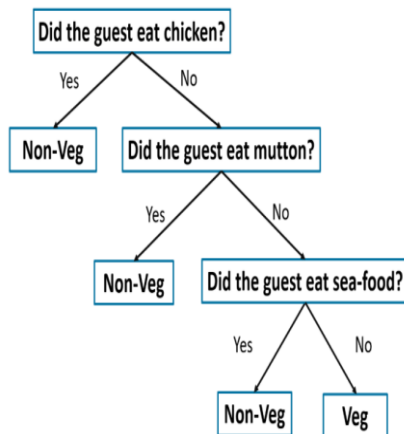 Did the guest eat chicken?
Yes
No
Non-Veg
Did the guest eat mutton?
Yes
No
Non-Veg
Did the guest eat sea-food?
Yes
No
Non-Veg
Veg